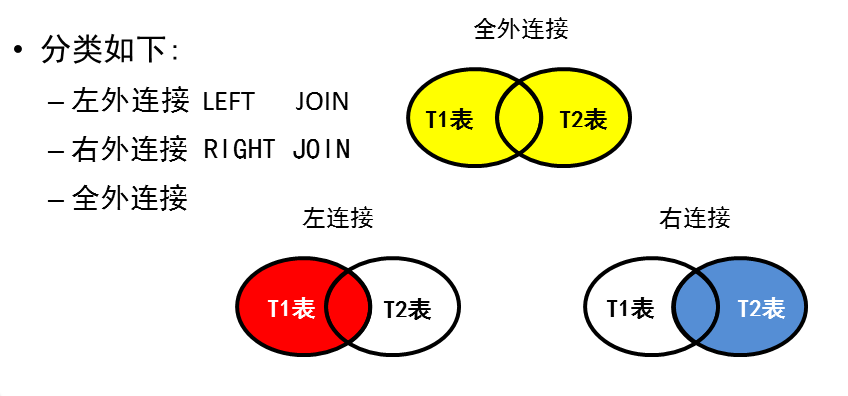 全外连接
• 分类如下:
– 左外连接 LEFT JOIN
– 右外连接 RIGHT JOIN
– 全外连接
T1表 T2表
左连接 右连接
T1表 T2表 T1表 T2表